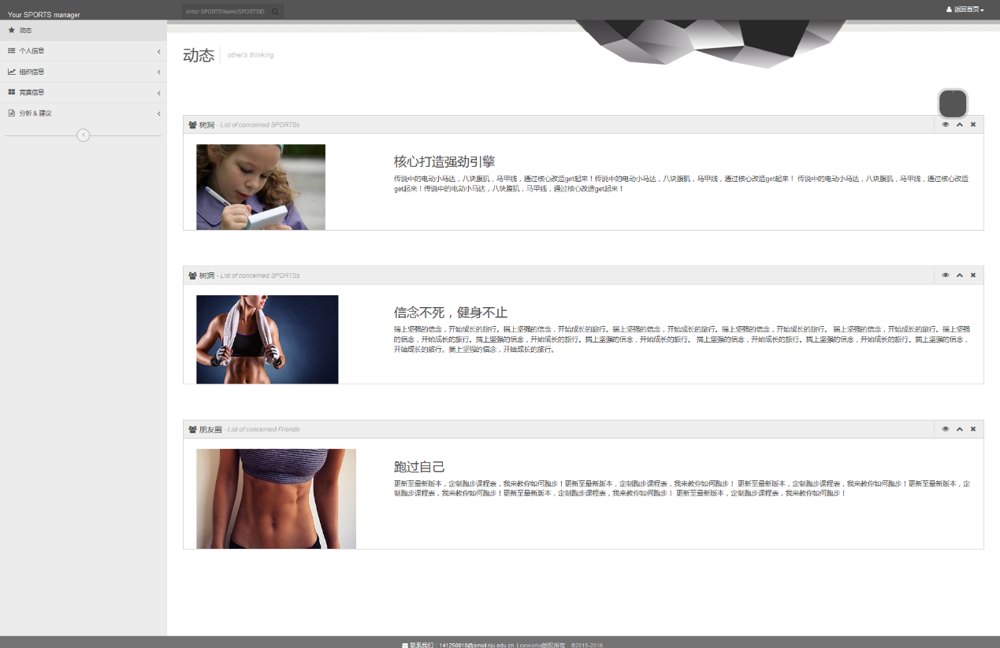 Your SPORTS manager
enter SPORTSName/SPORTSID
返回首页
动态
个人信息
组织信息
竞赛信息
分析 & 建议
动态 other's thinking
树洞 - List of concerned SPORTSs
核心打造强劲引擎
传说中的电动小马达，八块腹肌，马甲线，通过核心改造get起来！传说中的电动小马达，八块腹肌，马甲线，通过核心改造get起来！ 传说中的电动小马达，八块腹肌，马甲线，通过核心改造
get起来！传说中的电动小马达，八块腹肌，马甲线，通过核心改造get起来！
树洞 - List of concerned SPORTSs
信念不死，健身不止
揣上坚强的信念，开始成长的旅行。揣上坚强的信念，开始成长的旅行。揣上坚强的信念，开始成长的旅行。揣上坚强的信念，开始成长的旅行。 揣上坚强的信念，开始成长的旅行。揣上坚强
的信念，开始成长的旅行。揣上坚强的信念，开始成长的旅行。揣上坚强的信念，开始成长的旅行。 揣上坚强的信念，开始成长的旅行。揣上坚强的信念，开始成长的旅行。揣上坚强的信念，
开始成长的旅行。揣上坚强的信念，开始成长的旅行。
朋友圈 - List of concerned Friends
跑过自己
更新至最新版本，定制跑步课程表，我来教你如何跑步！更新至最新版本，定制跑步课程表，我来教你如何跑步！ 更新至最新版本，定制跑步课程表，我来教你如何跑步！更新至最新版本，定
制跑步课程表，我来教你如何跑步！更新至最新版本，定制跑步课程表，我来教你如何跑步！ 更新至最新版本，定制跑步课程表，我来教你如何跑步！
联系我们：141250018@smail.nju.edu.cn | cxworks版权所有 ©2015-2016